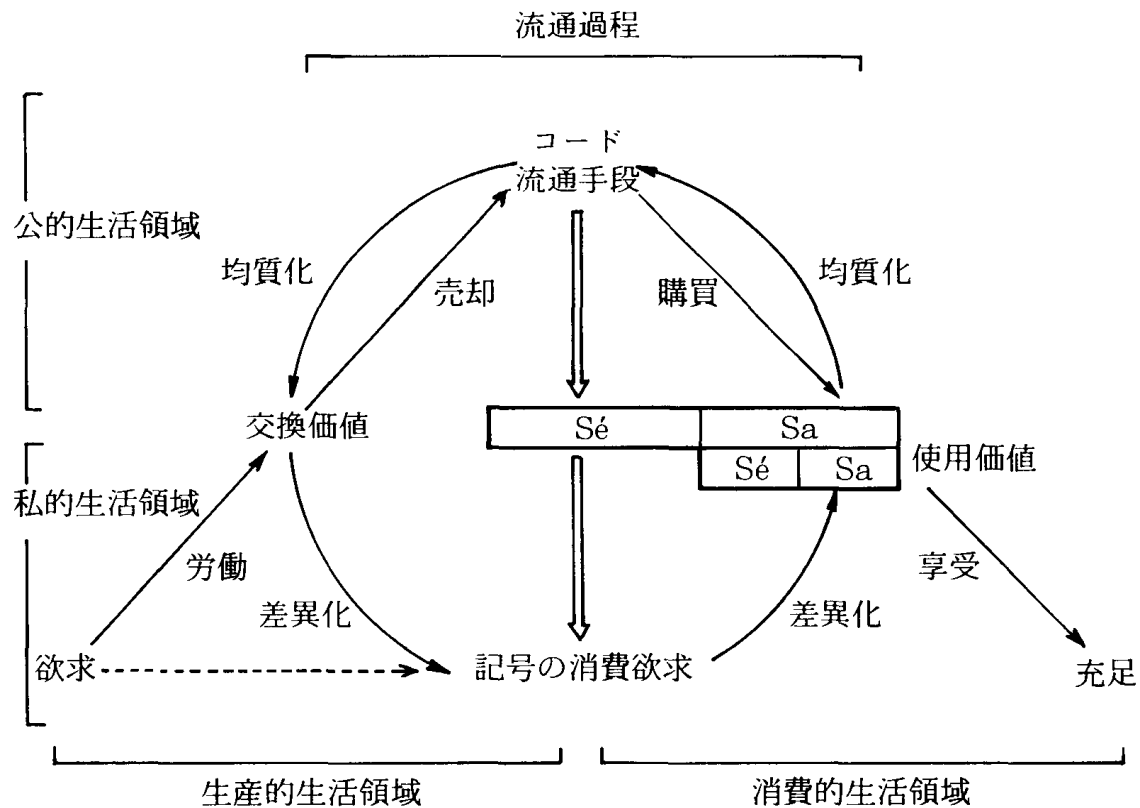 流通過程
コード
流通手段
公的生活領域
均質化
売却
購買
均質化
交換価値
Sé
Sa
Sé
Sa
使用価値
私的生活領域
労働
差異化
差異化
享受
欲求
記号の消費欲求
充足
生産的生活領域
消費的生活領域